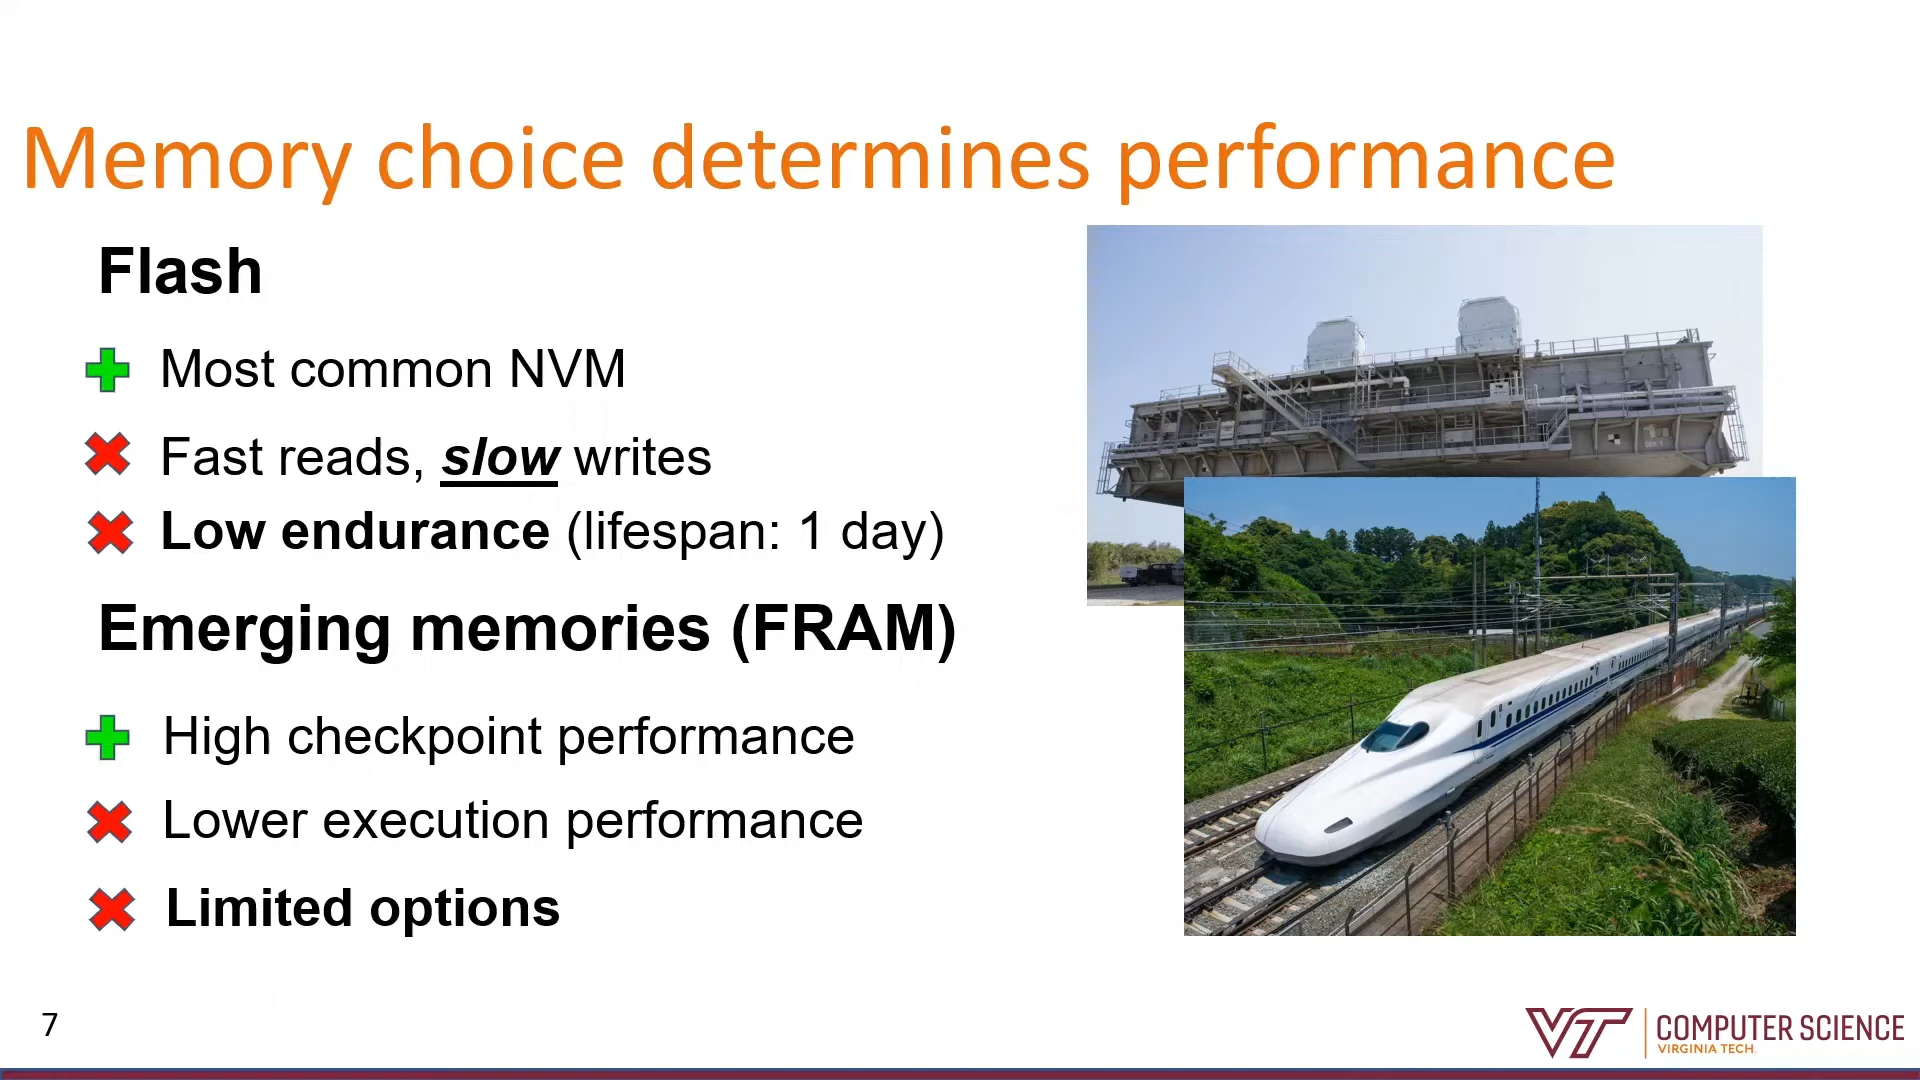 Memory choice determines performance
Flash
Most common NVM
Fast reads, slow writes
Low endurance (lifespan: 1 day)
Emerging memories (FRAM)
High checkpoint performance
Lower execution performance
Limited options
7
VT COMPUTER SCIENCE
VIRGINIA TECH.